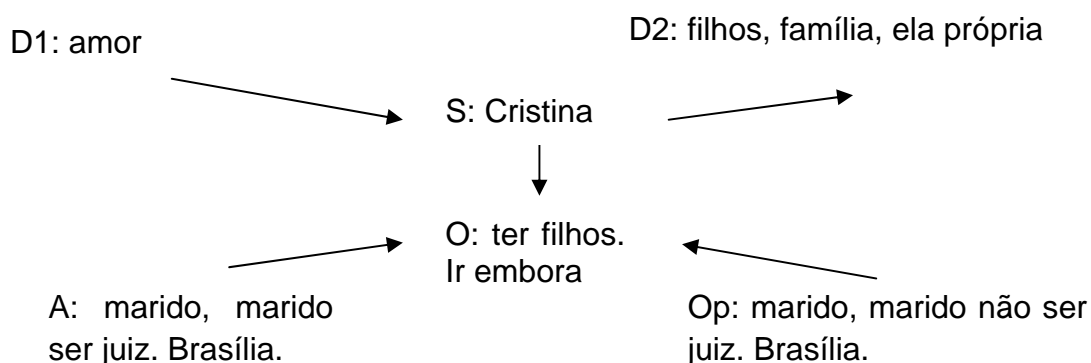 D1: amor
D2: filhos, família, ela própria
S: Cristina
O: ter filhos.
Ir embora
A: marido, marido
ser juiz. Brasília.
Op: marido, marido não ser
juiz. Brasília.